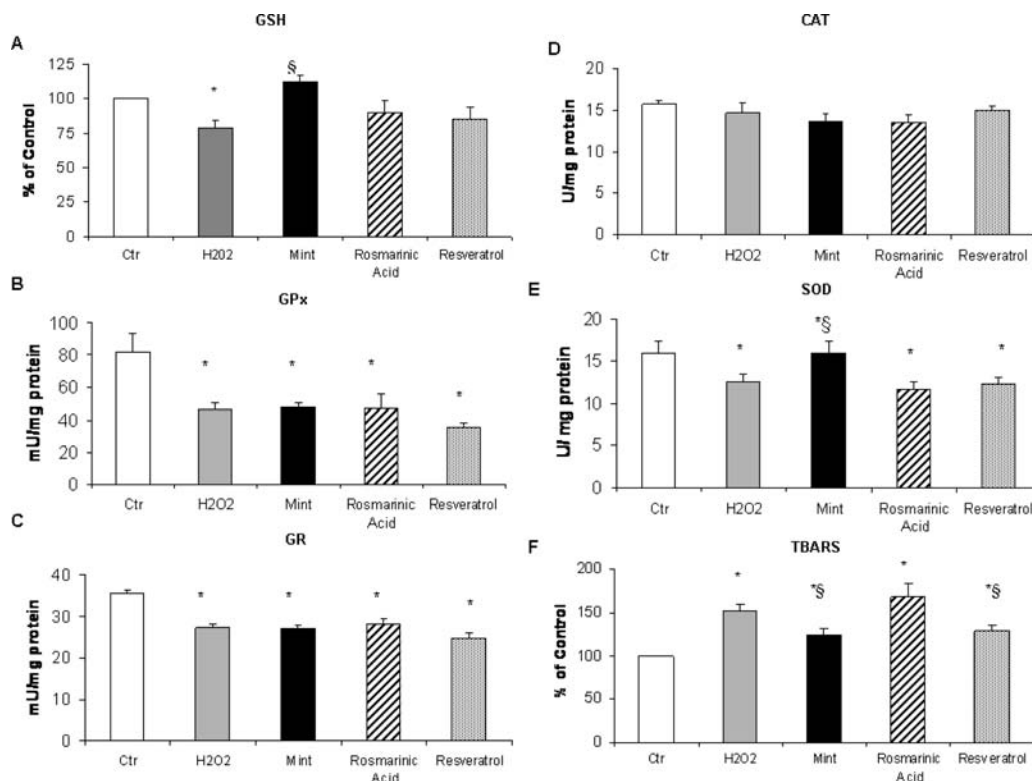 GSH
A
125
100
75
50
25
0
% of Control
*
§
Ctr
H202
Mint
Rosmarinic
Acid
Resveratrol
B
GPx
100
80
60
40
20
0
mU/mg protein
*
*
*
*
Ctr
H2O2
Mint
Rosmarinic
Acid
Resveratrol
C
GR
40
30
20
10
0
mU/mg protein
*
*
*
*
Ctr
H2O2
Mint
Rosmarinic
Acid
Resveratrol
CAT
D
20
15
10
5
0
U/mg protein
Ctr
H2O2
Mint
Rosmarinic
Acid
Resveratrol
E
SOD
20
15
10
5
0
U/ mg protein
*
*§
*
*
Ctr
H2O2
Mint
Rosmarinic
Acid
Resveratrol
F
TBARS
200
150
100
50
0
% of Control
*
*§
*
*§
Ctr
H2O2
Mint
Rosmarinic
Acid
Resveratrol